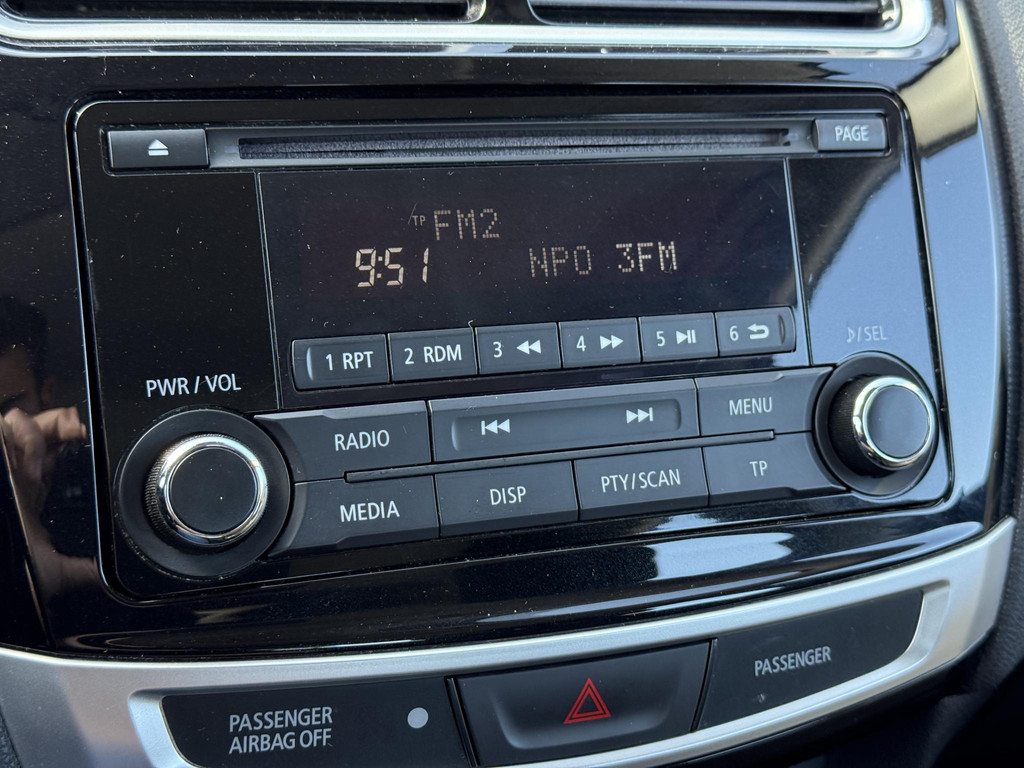 PAGE
TP FM2
9:51 NPO 3FM
1 RPT 2 RDM 3 4 5 6
PWR / VOL
♪/SEL
RADIO
MENU
MEDIA DISP PTY/SCAN TP
PASSENGER
AIRBAG OFF
PASSENGER